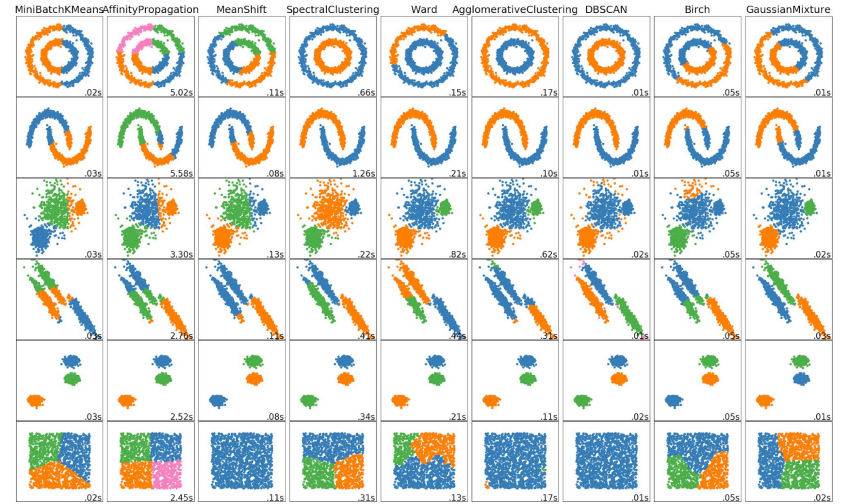 MiniBatchKMeans AffinityPropagation MeanShift SpectralClustering Ward AgglomerativeClustering DBSCAN Birch GaussianMixture
.02s 5.02s .11s .66s .15s .17s .01s .05s .01s
.03s 5.58s .08s 1.26s .21s .10s .01s .05s .01s
.03s 3.30s .13s .22s .82s .62s .02s .05s .02s
.03s 2.76s .11s .41s .44s .31s .01s .05s .03s
.03s 2.52s .08s .34s .21s .11s .02s .05s .01s
.02s 2.45s .11s .31s .13s .17s .01s .05s .02s